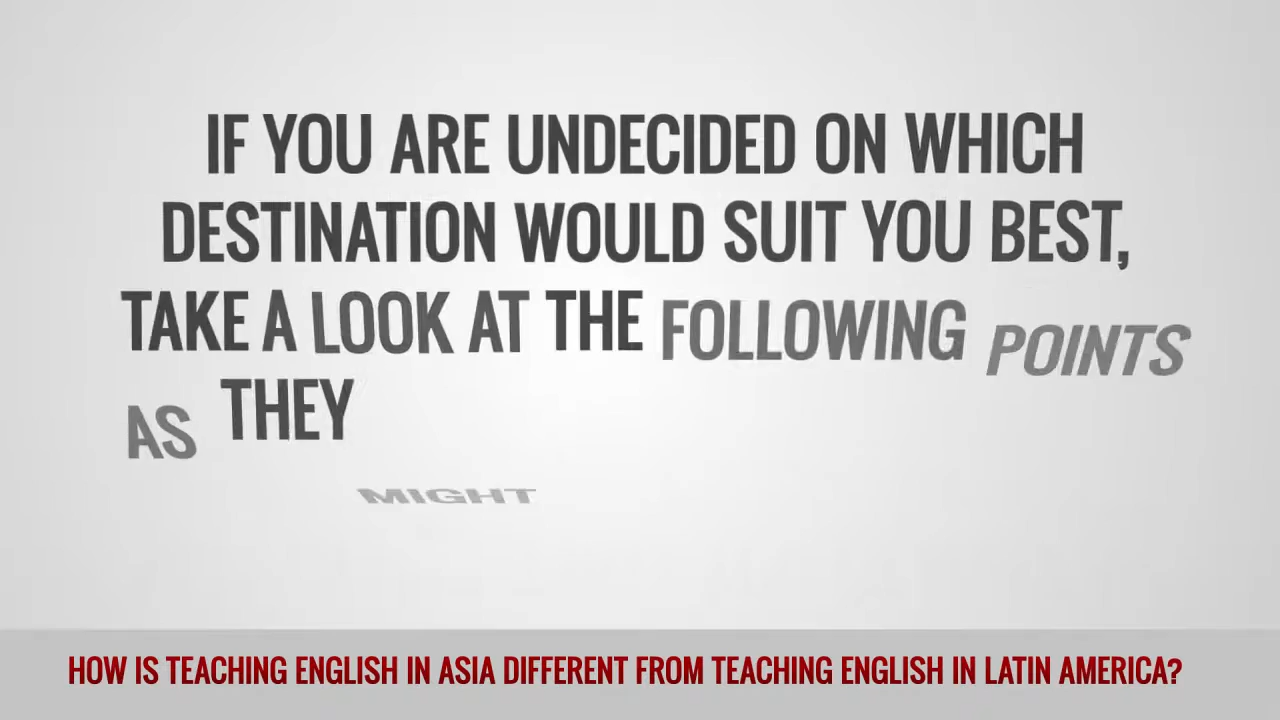 IF YOU ARE UNDECIDED ON WHICH
DESTINATION WOULD SUIT YOU BEST,
TAKE A LOOK AT THE FOLLOWING POINTS
AS THEY MIGHT
HOW IS TEACHING ENGLISH IN ASIA DIFFERENT FROM TEACHING ENGLISH IN LATIN AMERICA?